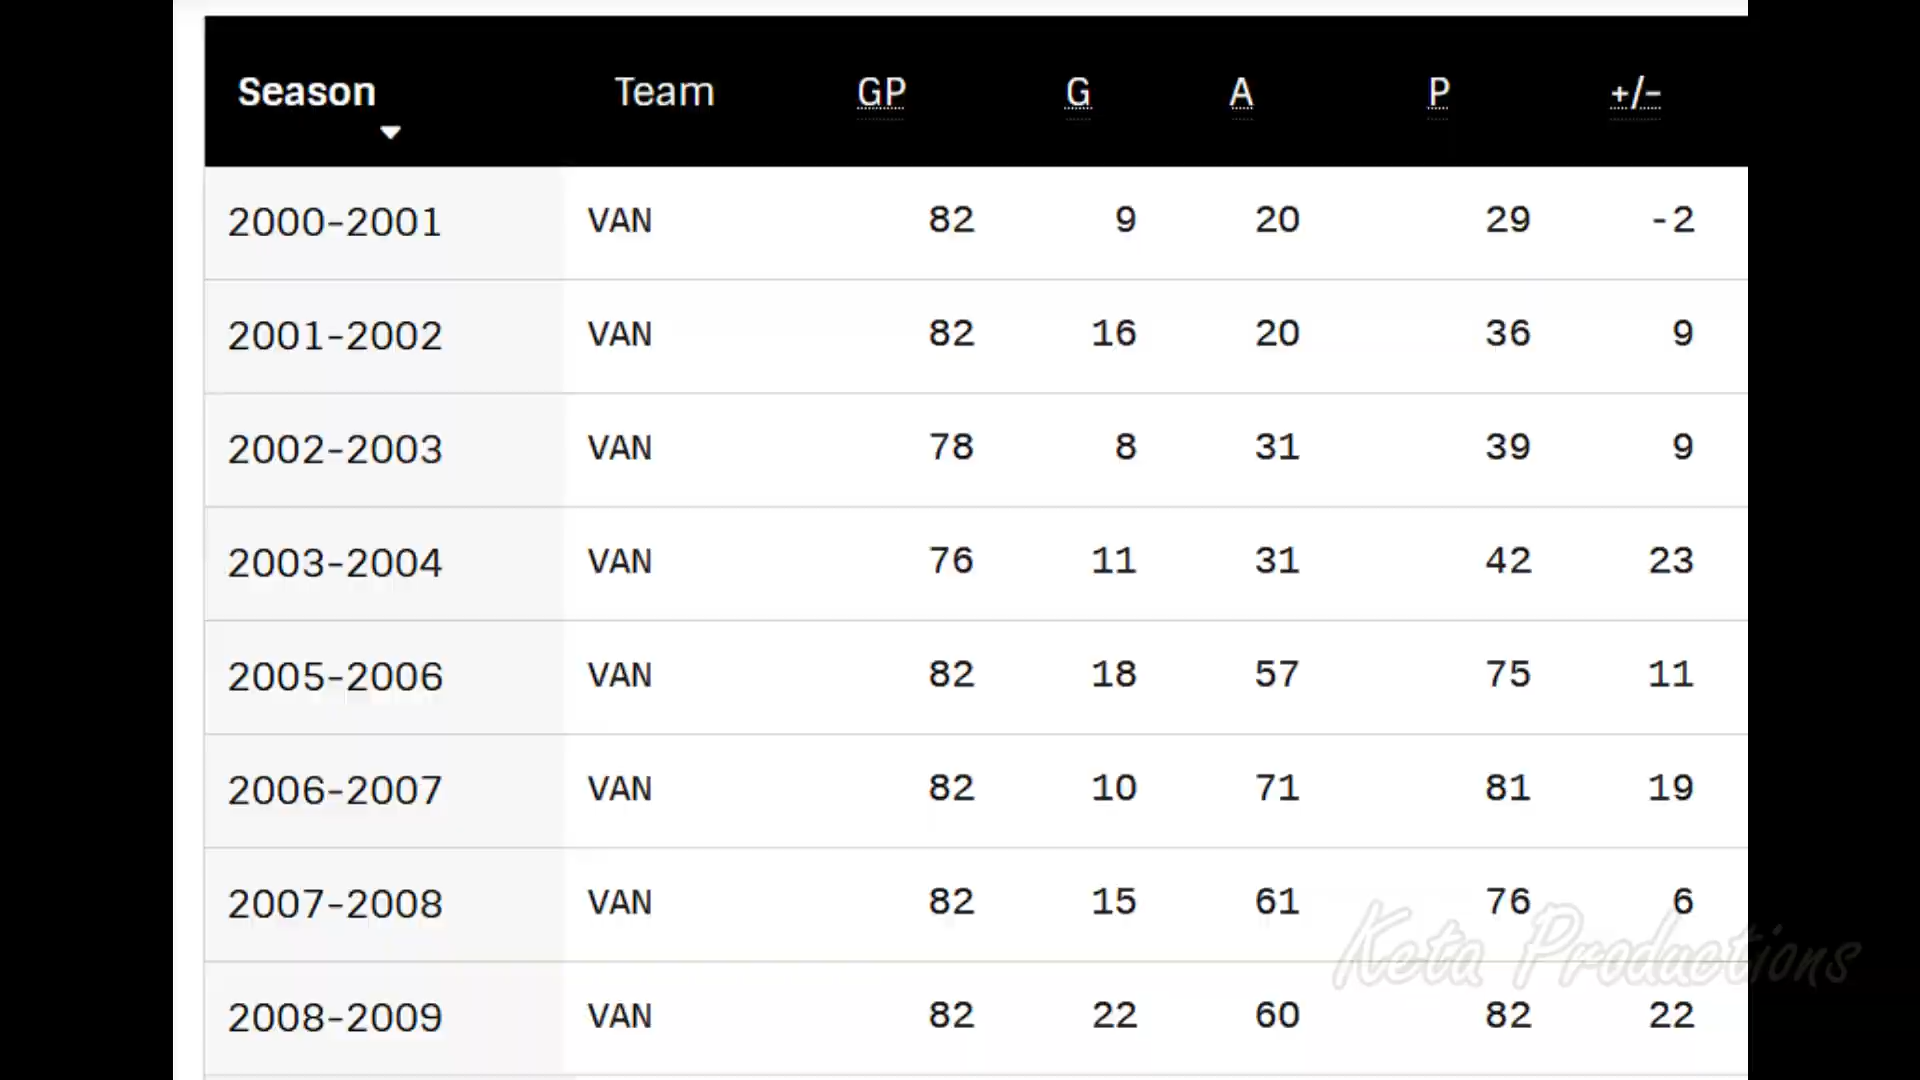 Season Team GP G A P +/-
2000-2001 VAN 82 9 20 29 -2
2001-2002 VAN 82 16 20 36 9
2002-2003 VAN 78 8 31 39 9
2003-2004 VAN 76 11 31 42 23
2005-2006 VAN 82 18 57 75 11
2006-2007 VAN 82 10 71 81 19
2007-2008 VAN 82 15 61 76 6
Keta Productions
2008-2009 VAN 82 22 60 82 22